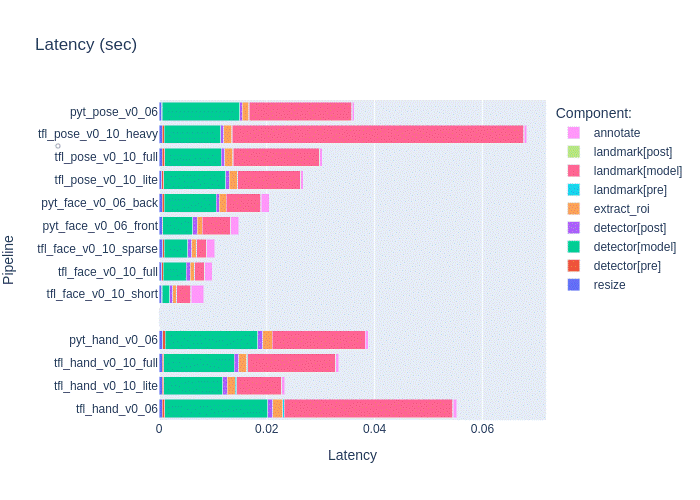 Latency (sec)
pyt_pose_v0_06
tfl_pose_v0_10_heavy
tfl_pose_v0_10_full
tfl_pose_v0_10_lite
pyt_face_v0_06_back
pyt_face_v0_06_front
tfl_face_v0_10_sparse
tfl_face_v0_10_full
tfl_face_v0_10_short
pyt_hand_v0_06
tfl_hand_v0_10_full
tfl_hand_v0_10_lite
tfl_hand_v0_06
Pipeline
0 0.02 0.04 0.06
Latency
Component:
annotate
landmark[post]
landmark[model]
landmark[pre]
extract_roi
detector[post]
detector[model]
detector[pre]
resize